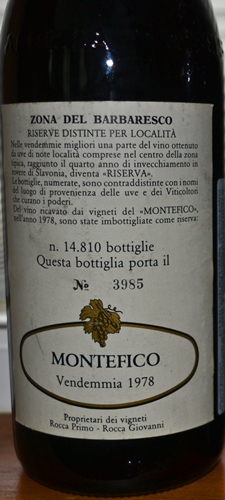 ZONA DEL BARBARESCO
RISERVE DISTINTE PER LOCALITÀ
Nelle vendemmie migliori una parte del vino ottenuto
da uve di note località comprese nel centro della zona
tipica, raggiunto il quarto anno di invecchiamento in
rovere di Slavonia, diventa «RISERVA».
Le bottiglie, numerate, sono contraddistinte con i nomi
del luogo di provenienza delle uve e dei Viticoltori
che curano i poderi.
Del vino ricavato dai vigneti del «MONTEFICO»,
nell'anno 1978, sono state imbottigliate come riserva:
n. 14.810 bottiglie
Questa bottiglia porta il
№ 3985
MONTEFICO
Vendemmia 1978
Proprietari dei vigneti
Rocca Primo - Rocca Giovanni